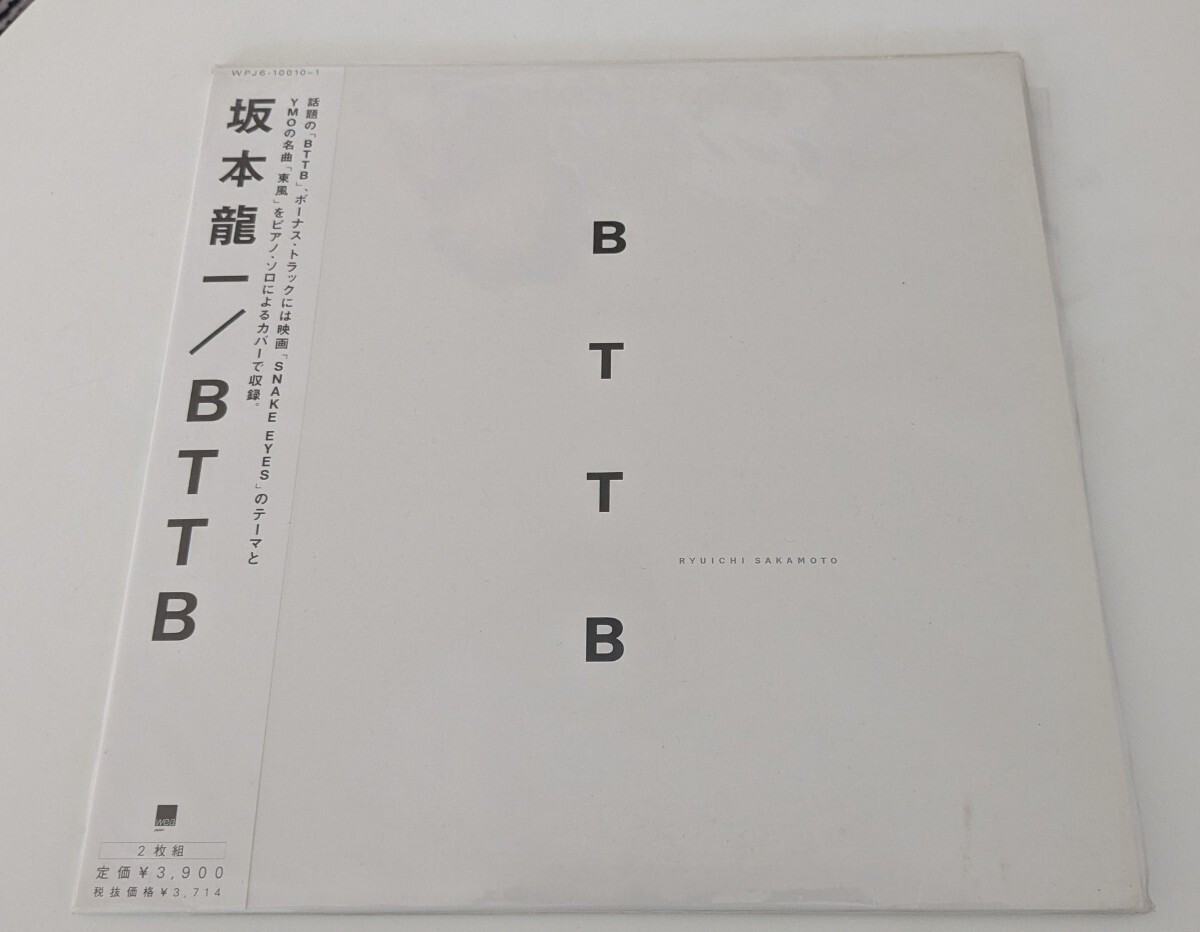 WPJ6-10010~1
話題の「BTTB」、ボーナス・トラックには映画「SNAKE EYES」のテーマと
YMOの名曲「東風」をピアノ・ソロによるカバーで収録。
坂本龍一／BTTB
wea
2枚組
定価¥3,900
税抜価格¥3,714
BTTB
RYUICHI SAKAMOTO